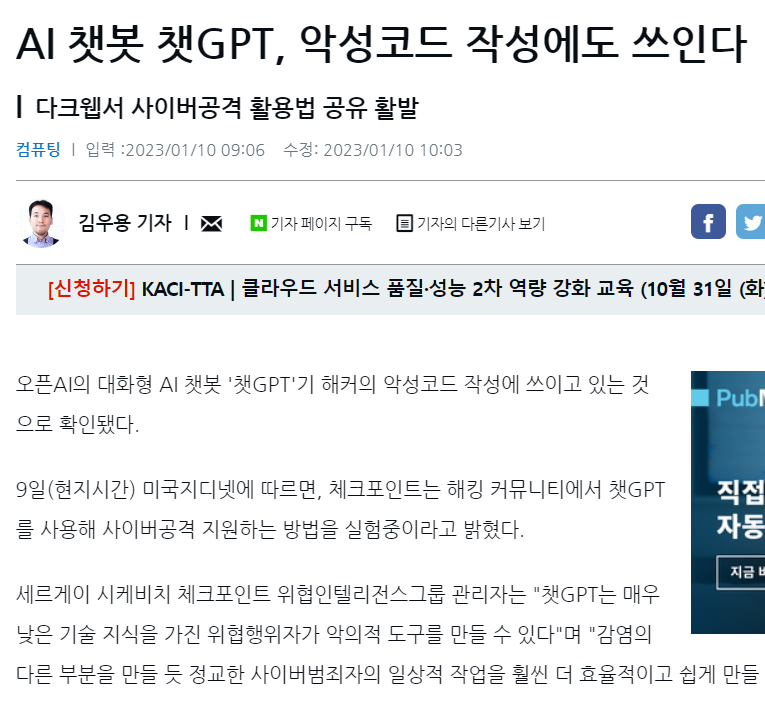 AI 챗봇 챗GPT, 악성코드 작성에도 쓰인다
다크웹서 사이버공격 활용법 공유 활발
컴퓨팅 | 입력 :2023/01/10 09:06 수정: 2023/01/10 10:03
김우용 기자 | N 기자 페이지 구독 기자의 다른기사 보기
[신청하기] KACI-TTA | 클라우드 서비스 품질·성능 2차 역량 강화 교육 (10월 31일 (화)
오픈AI의 대화형 AI 챗봇 '챗GPT'기 해커의 악성코드 작성에 쓰이고 있는 것
으로 확인됐다.
9일(현지시간) 미국지디넷에 따르면, 체크포인트는 해킹 커뮤니티에서 챗GPT
를 사용해 사이버공격 지원하는 방법을 실험중이라고 밝혔다.
세르게이 시케비치 체크포인트 위협인텔리전스그룹 관리자는 "챗GPT는 매우
낮은 기술 지식을 가진 위협행위자가 악의적 도구를 만들 수 있다"며 "감염의
다른 부분을 만들 듯 정교한 사이버범죄자의 일상적 작업을 훨씬 더 효율적이고 쉽게 만들
Pub
직접
자동
지금